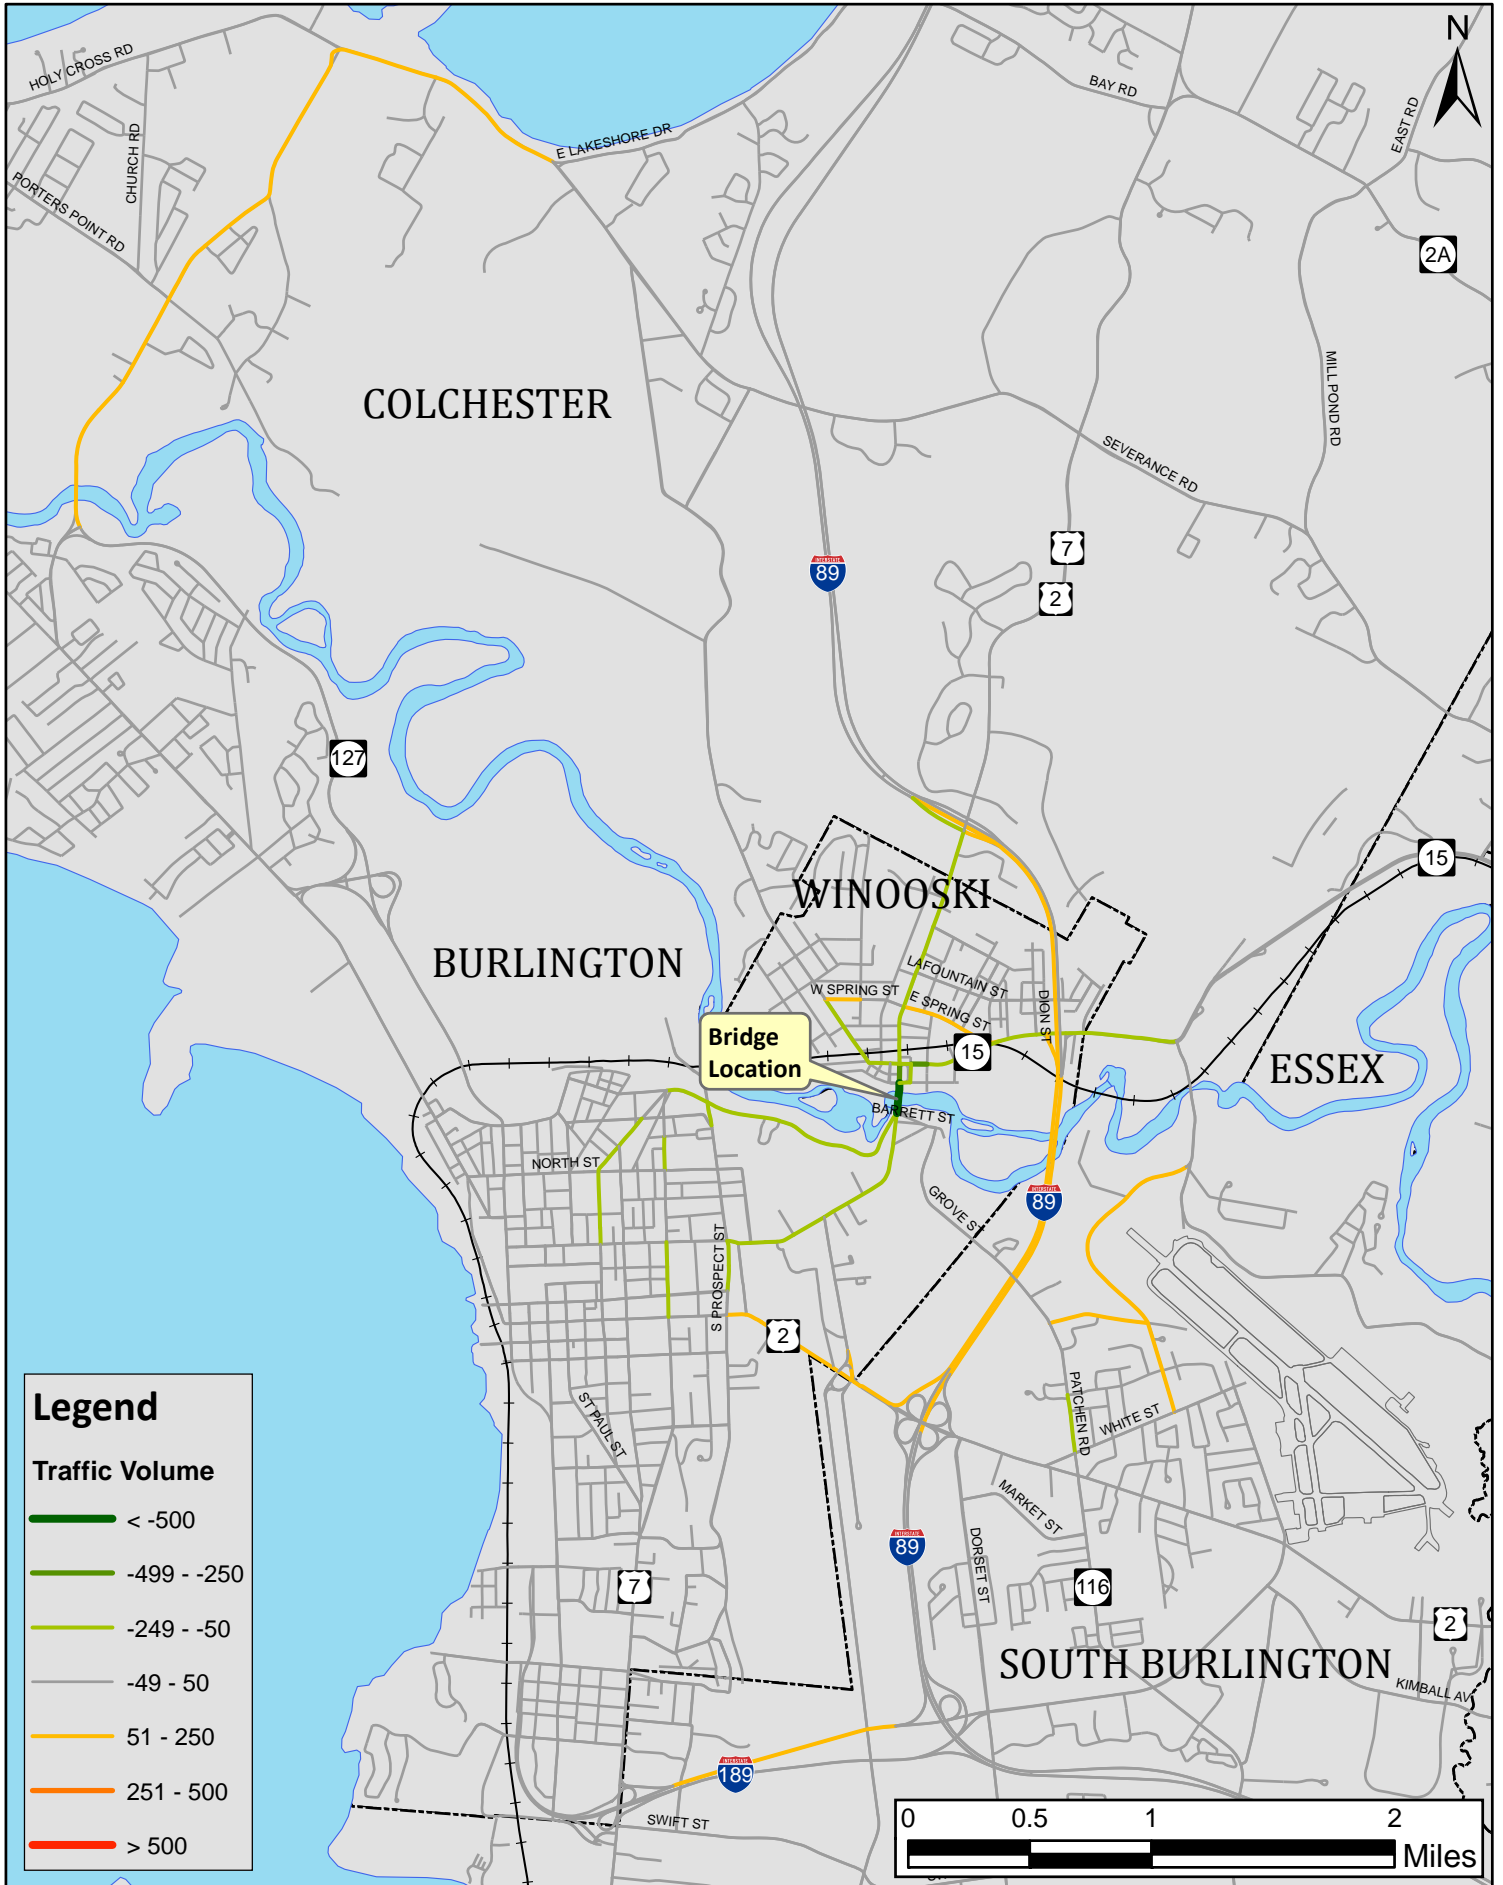 N
HOLY CROSS RD
BAY RD
EAST RD
E LAKESHORE DR
CHURCH RD
PORTERS POINT RD
2A
COLCHESTER
MILL POND RD
SEVERANCE RD
7
INTERSTATE
89
2
127
15
WINOOSKI
BURLINGTON
LAFOUNTAIN ST
W SPRING ST
E SPRING ST
DION ST
Bridge
Location
15
ESSEX
BARRETT ST
NORTH ST
GROVE ST
INTERSTATE
89
S PROSPECT ST
2
PATCHEN RD
WHITE ST
ST PAUL ST
MARKET ST
INTERSTATE
89
DORSET ST
7
116
2
SOUTH BURLINGTON
KIMBALL AV
INTERSTATE
189
SWIFT ST
Legend
Traffic Volume
< -500
-499 - -250
-249 - -50
-49 - 50
51 - 250
251 - 500
> 500
0 0.5 1 2
Miles